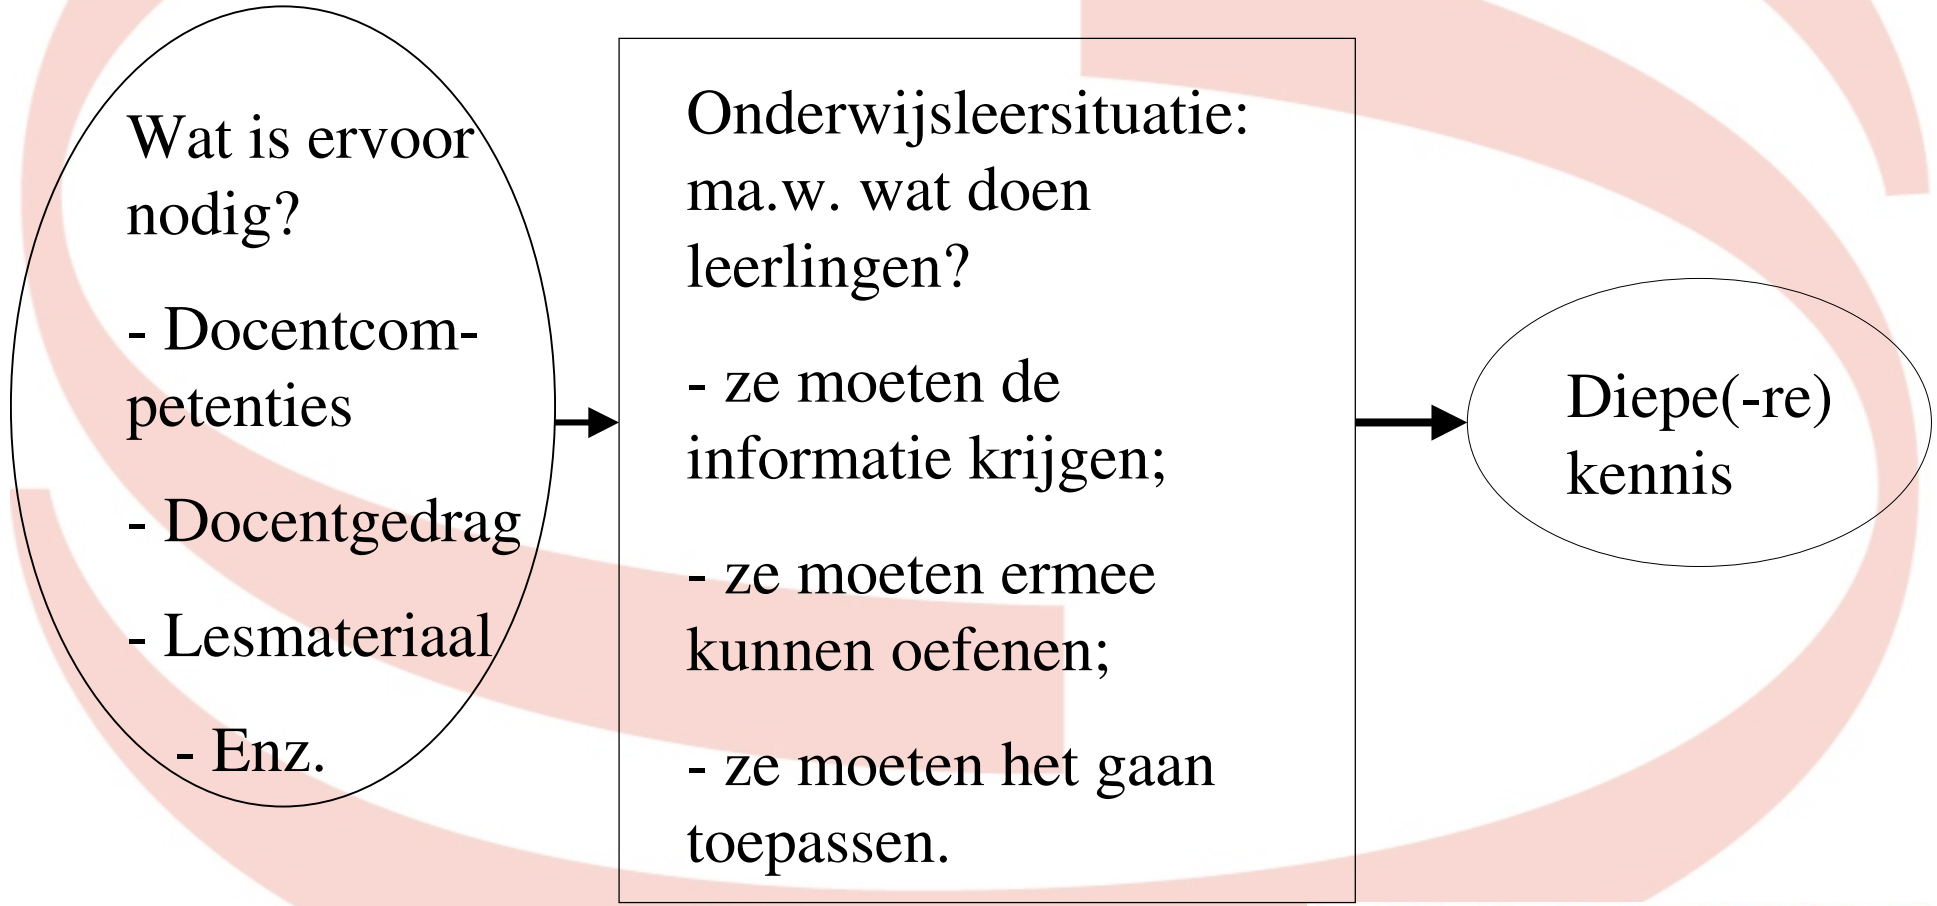 Wat is ervoor
nodig?
- Docentcom-
petenties
- Docentgedrag
- Lesmateriaal
- Enz.
Onderwijsleersituatie:
ma.w. wat doen
leerlingen?
- ze moeten de
informatie krijgen;
- ze moeten ermee
kunnen oefenen;
- ze moeten het gaan
toepassen.
Diepe(-re)
kennis